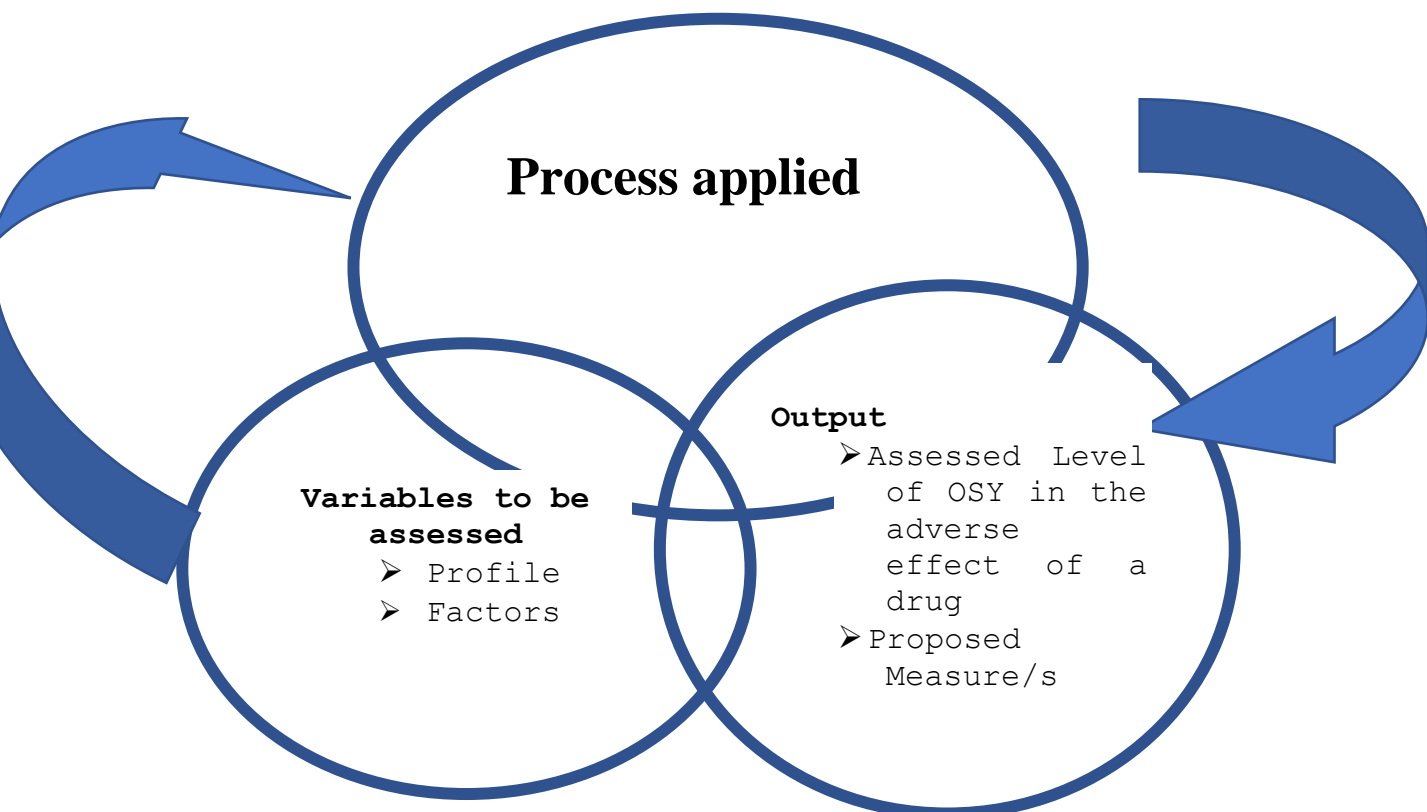 Process applied
Variables to be
assessed
➢ Profile
➢ Factors
Output
➢ Assessed Level
of OSY in the
adverse
effect of a
drug
➢ Proposed
Measure/s